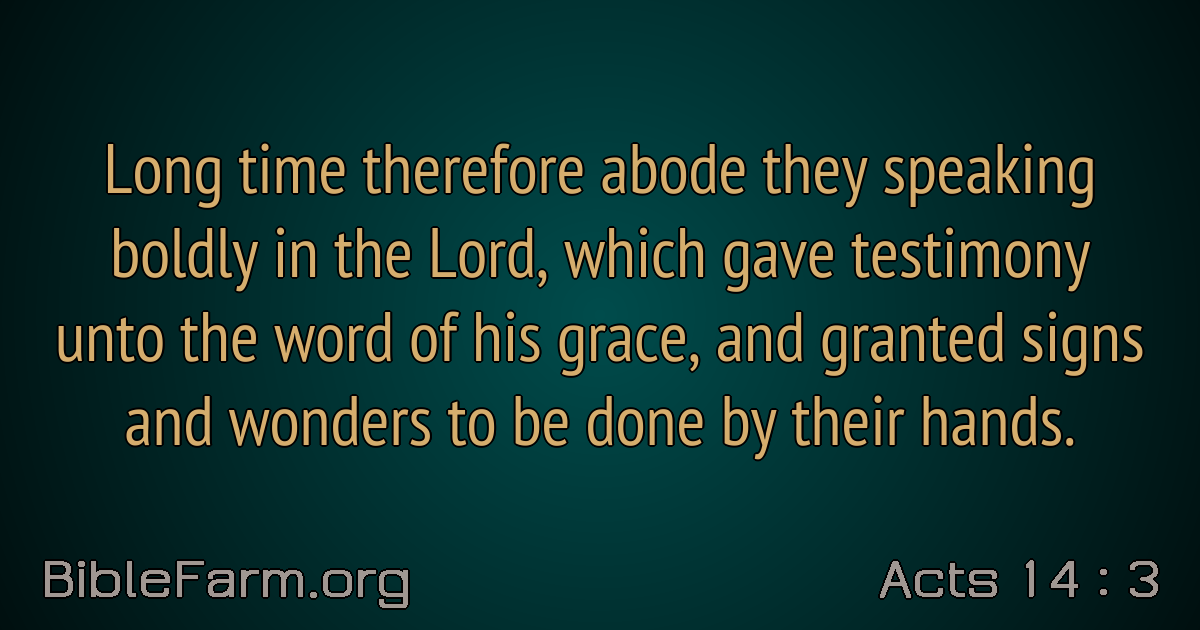 Long time therefore abode they speaking
boldly in the Lord, which gave testimony
unto the word of his grace, and granted signs
and wonders to be done by their hands.
BibleFarm.org
Acts 14 : 3